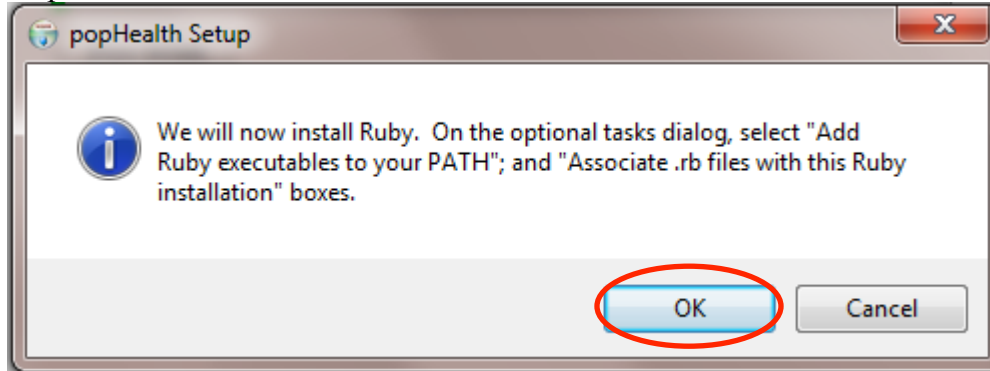 popHealth Setup
We will now install Ruby.  On the optional tasks dialog, select "Add
Ruby executables to your PATH"; and "Associate .rb files with this Ruby
installation" boxes.
OK
Cancel